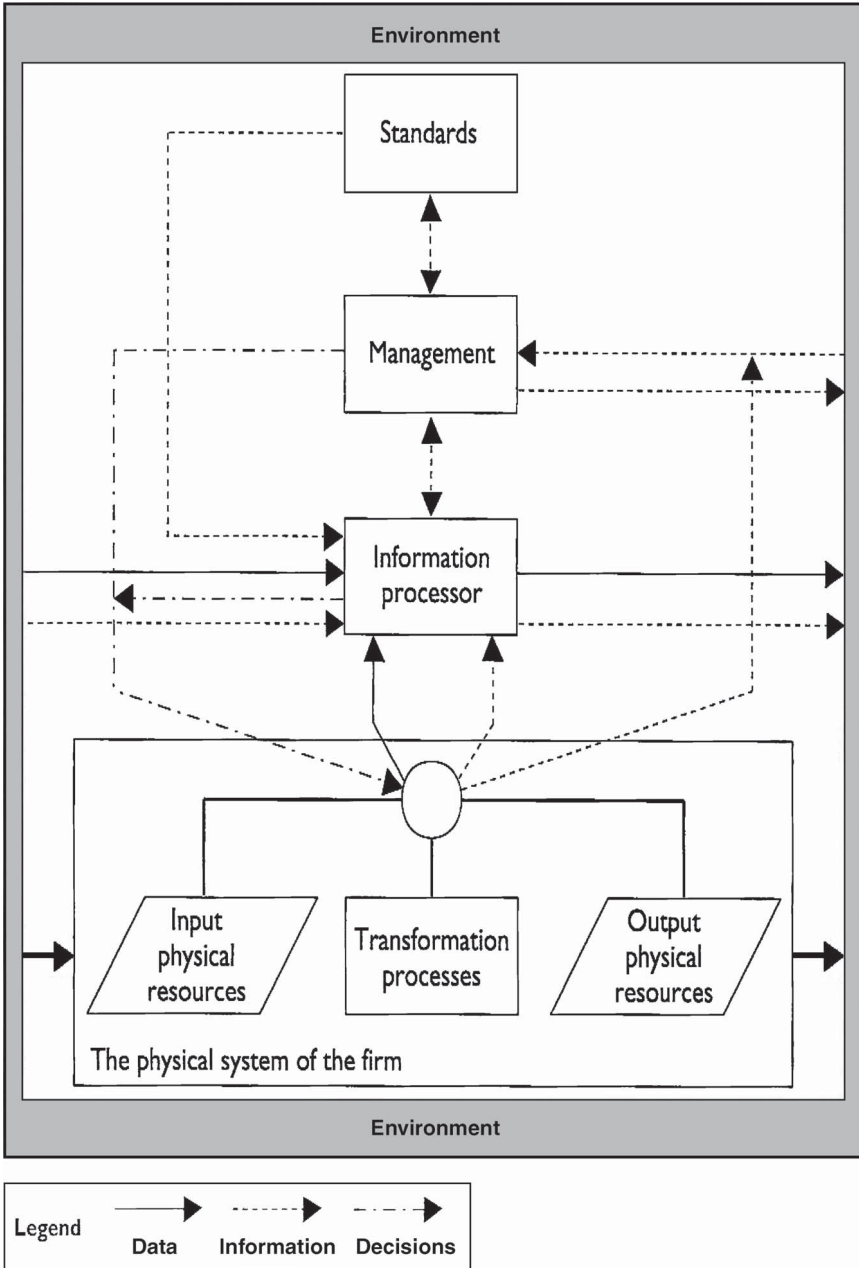 Environment
Standards
Management
Information
processor
Input
physical
resources
Transformation
processes
Output
physical
resources
The physical system of the firm
Environment
Legend
Data
Information
Decisions